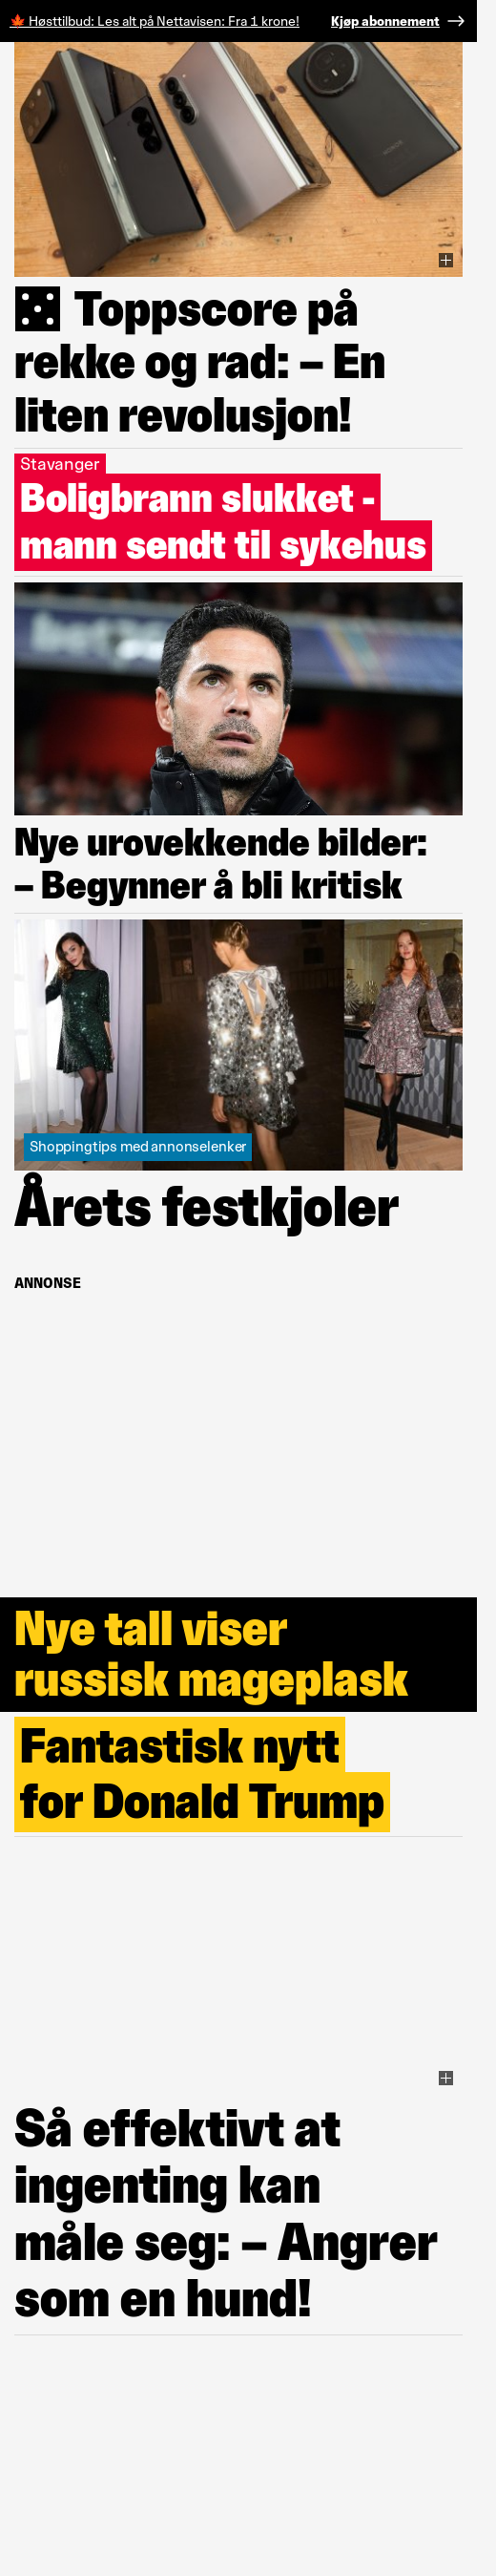 🍁 Høsttilbud: Les alt på Nettavisen: Fra 1 krone! Kjøp abonnement →
HONOR
Toppscore på
rekke og rad: – En
liten revolusjon!
Stavanger
Boligbrann slukket -
mann sendt til sykehus
Nye urovekkende bilder:
– Begynner å bli kritisk
Shoppingtips med annonselenker
Årets festkjoler
ANNONSE
Nye tall viser
russisk mageplask
Fantastisk nytt
for Donald Trump
Så effektivt at
ingenting kan
måle seg: – Angrer
som en hund!